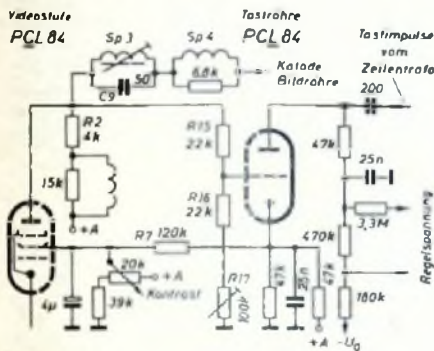 Videostufe
PCL 84
Taströhre
PCL 84
Tastimpulse
vom
Zeilentrafo
Sp 3
Sp 4
50
C9
6,8k
Katode
Bildröhre
200
R2
4k
15k
+A
R15
22k
R16
22k
47k
25n
3,3M
470k
180k
-Ug
Regelspannung
R7
120k
20k
+A
Kontrast
39k
4µ
R17
100k
47k
25n
47k
+A